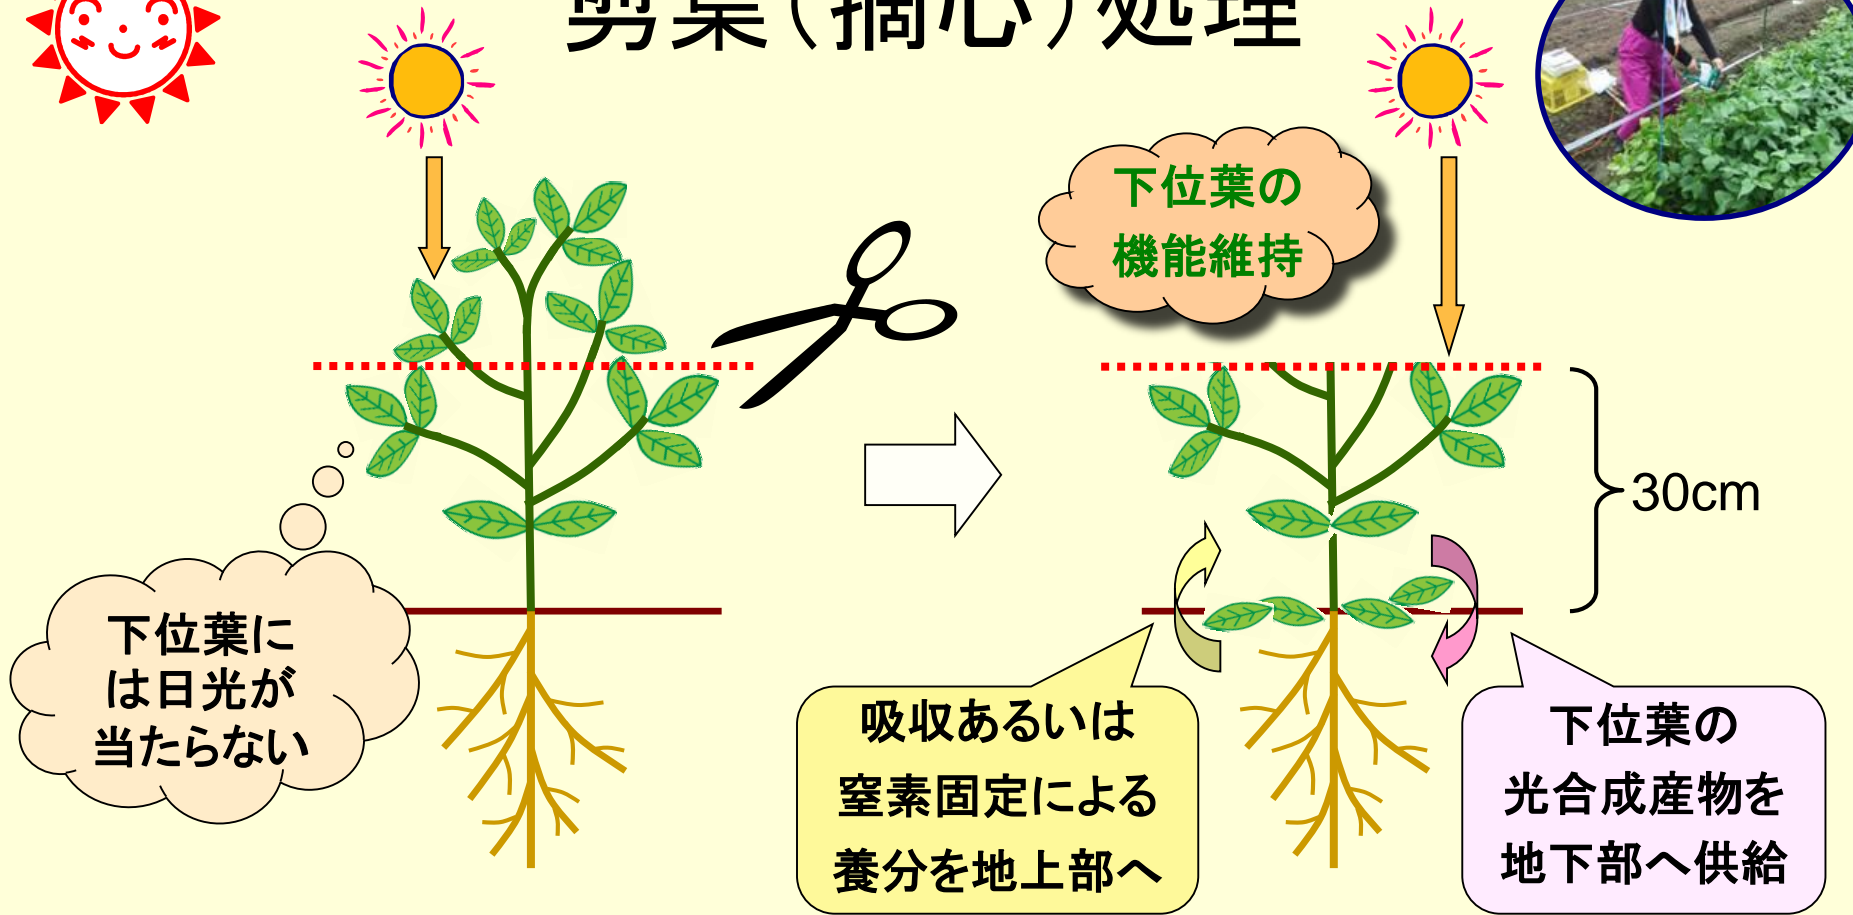 剪葉(摘心)処理
下位葉の
機能維持
30cm
下位葉に
は日光が
当たらない
吸収あるいは
窒素固定による
養分を地上部へ
下位葉の
光合成産物を
地下部へ供給